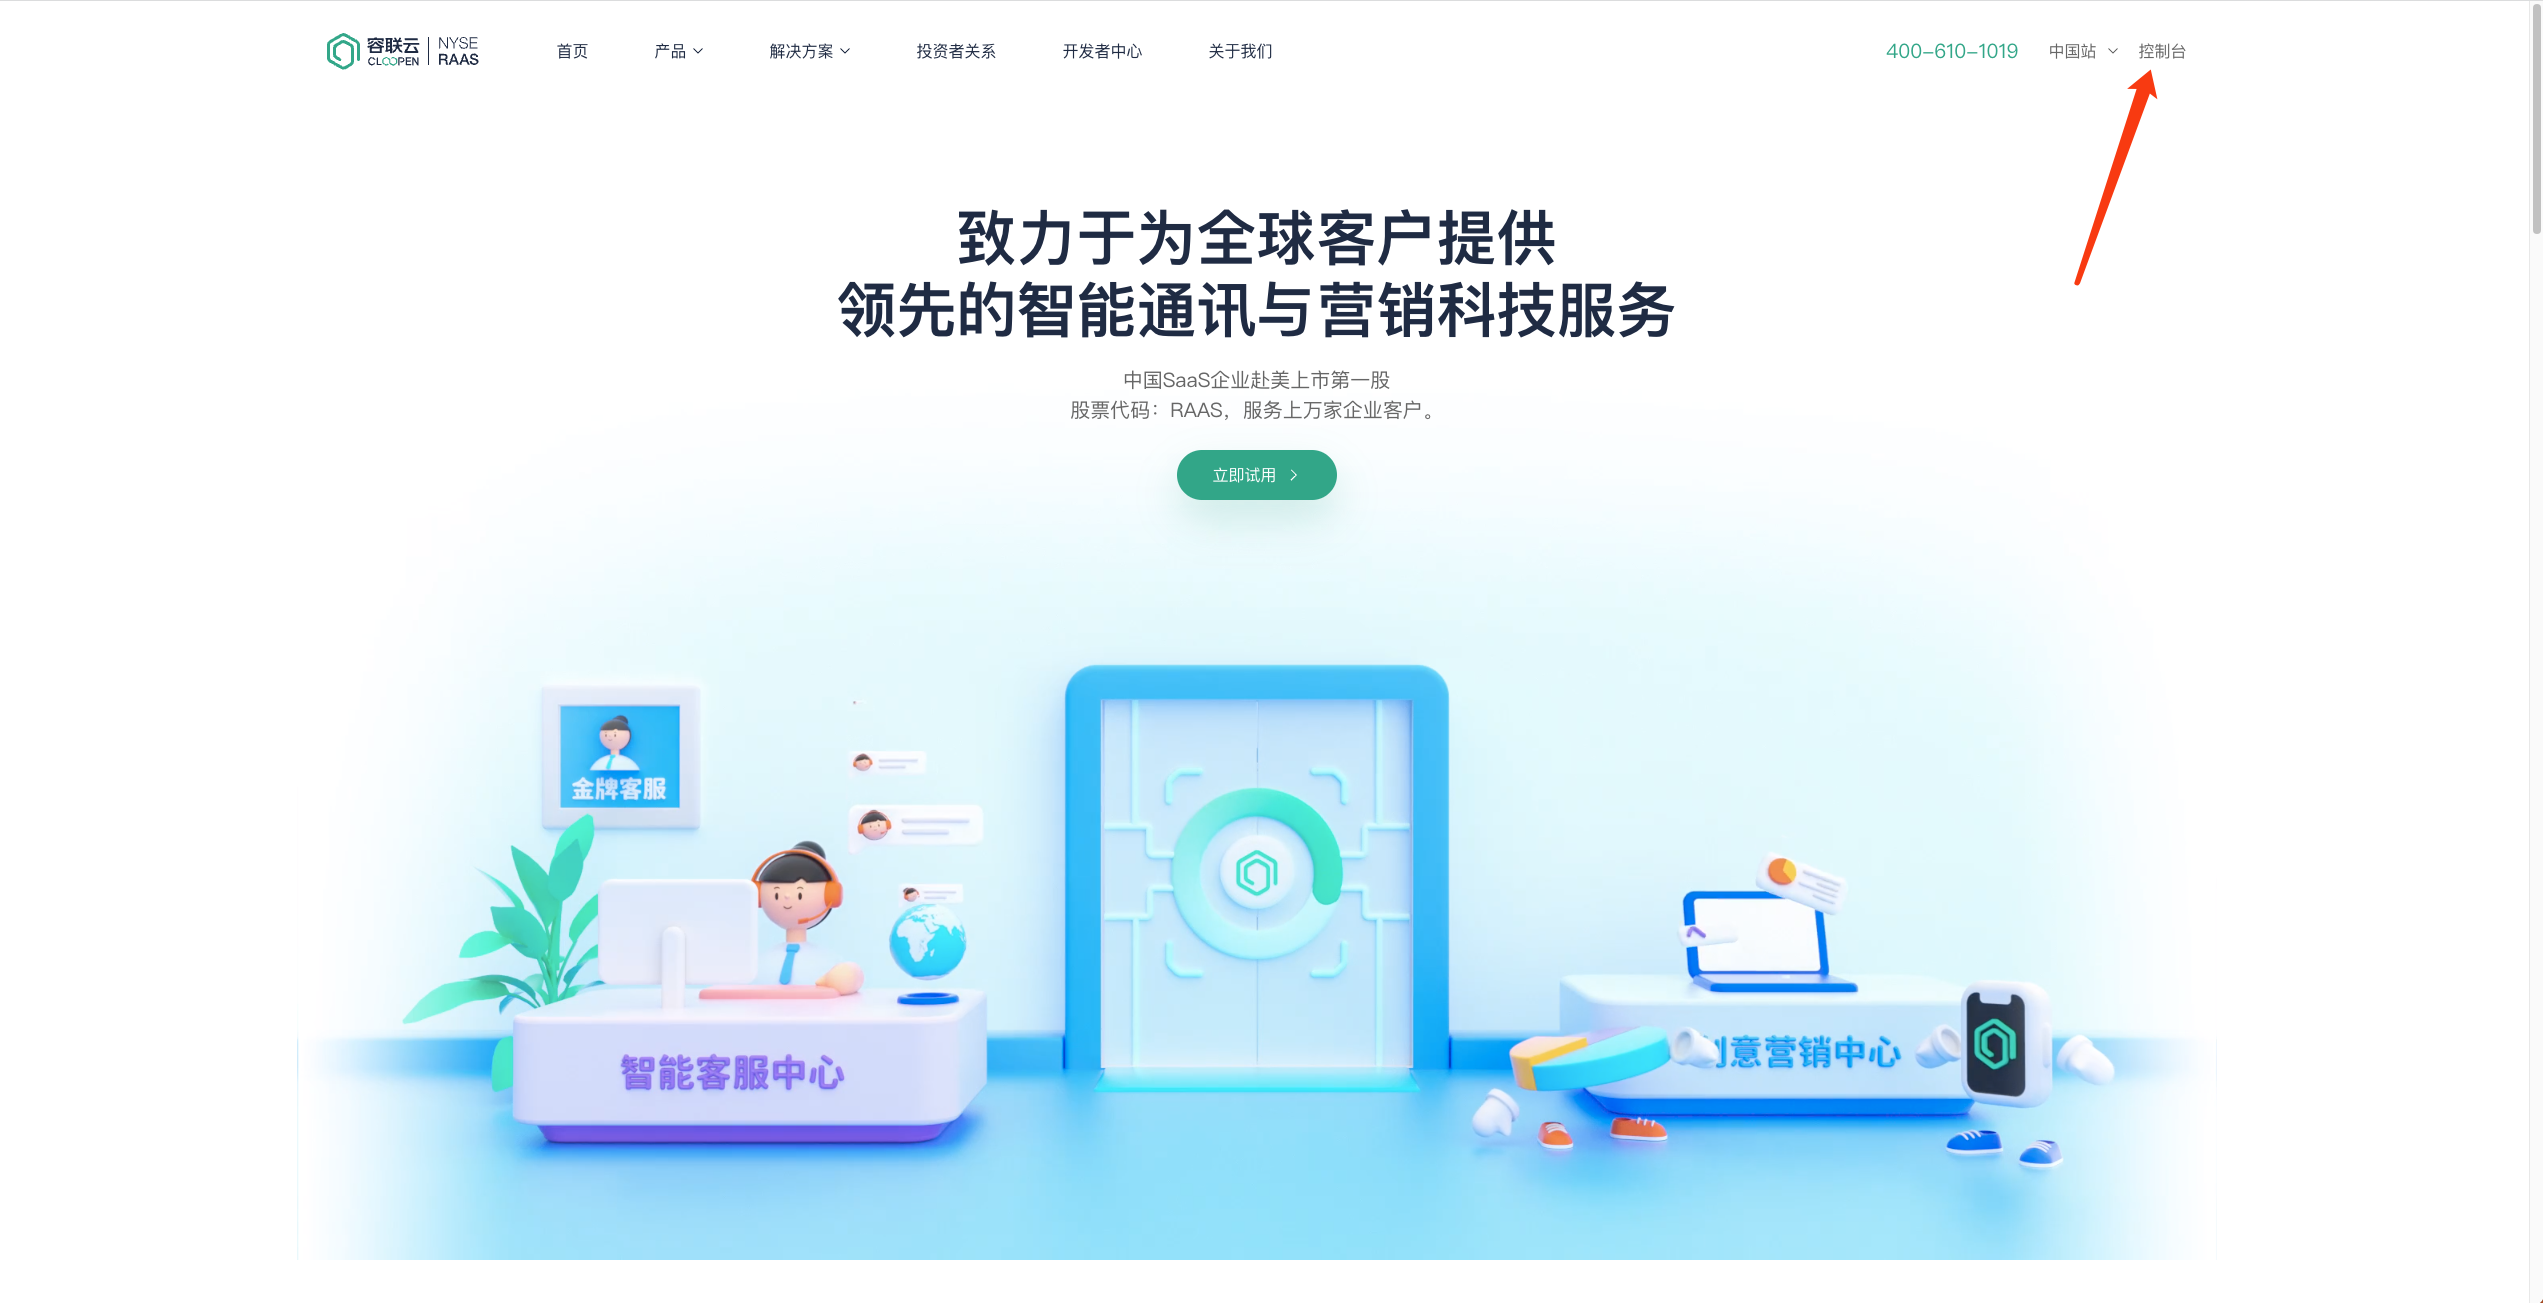 容联云
CLOOPEN
NYSE
RAAS
首页
产品
解决方案
投资者关系
开发者中心
关于我们
400-610-1019
中国站
控制台
致力于为全球客户提供
领先的智能通讯与营销科技服务
中国SaaS企业赴美上市第一股
股票代码：RAAS，服务上万家企业客户。
立即试用
金牌客服
智能客服中心
意营销中心